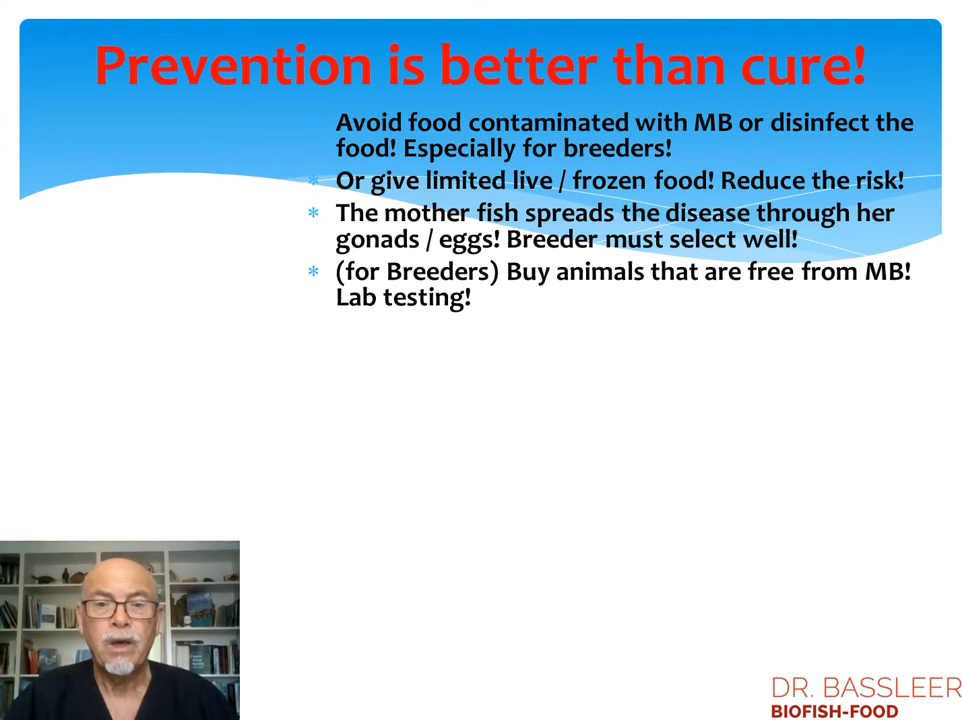 Prevention is better than cure!
Avoid food contaminated with MB or disinfect the
food! Especially for breeders!
* Or give limited live / frozen food! Reduce the risk!
* The mother fish spreads the disease through her
gonads / eggs! Breeder must select well!
* (for Breeders) Buy animals that are free from MB!
Lab testing!
DR. BASSLEER
BIOFISH-FOOD